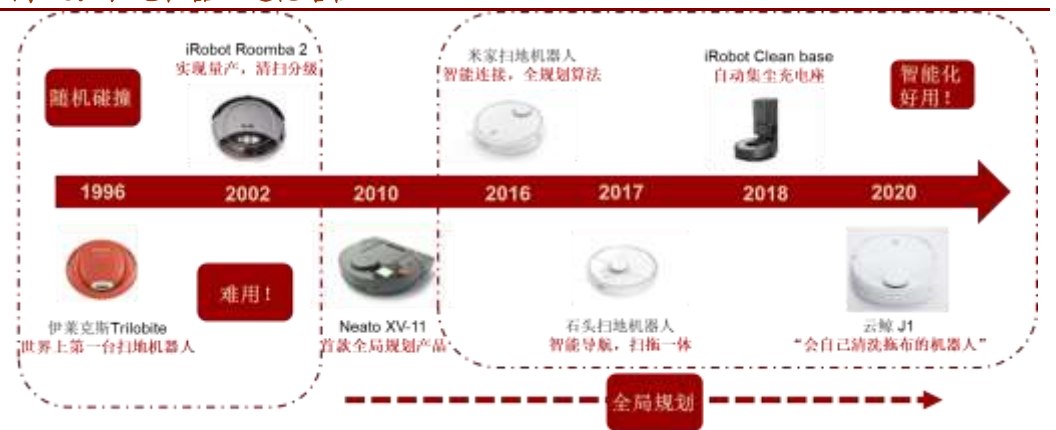 iRobot Roomba 2
实现量产，清扫分级
米家扫地机器人
智能连接，全规划算法
iRobot Clean base
自动集尘充电座
智能化
好用！
随机碰撞
1996
2002
2010
2016
2017
2018
2020
难用！
伊莱克斯Trilobite
世界上第一台扫地机器人
Neato XV-11
首款全局规划产品
石头扫地机器人
智能导航，扫拖一体
云鲸 J1
“会自己清洗拖布的机器人”
全局规划